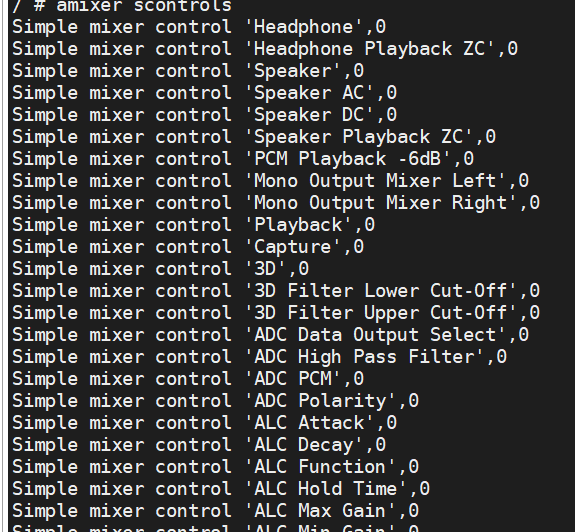 / # amixer scontrols
Simple mixer control 'Headphone',0
Simple mixer control 'Headphone Playback ZC',0
Simple mixer control 'Speaker',0
Simple mixer control 'Speaker AC',0
Simple mixer control 'Speaker DC',0
Simple mixer control 'Speaker Playback ZC',0
Simple mixer control 'PCM Playback -6dB',0
Simple mixer control 'Mono Output Mixer Left',0
Simple mixer control 'Mono Output Mixer Right',0
Simple mixer control 'Playback',0
Simple mixer control 'Capture',0
Simple mixer control '3D',0
Simple mixer control '3D Filter Lower Cut-Off',0
Simple mixer control '3D Filter Upper Cut-Off',0
Simple mixer control 'ADC Data Output Select',0
Simple mixer control 'ADC High Pass Filter',0
Simple mixer control 'ADC PCM',0
Simple mixer control 'ADC Polarity',0
Simple mixer control 'ALC Attack',0
Simple mixer control 'ALC Decay',0
Simple mixer control 'ALC Function',0
Simple mixer control 'ALC Hold Time',0
Simple mixer control 'ALC Max Gain',0
Simple mixer control 'ALC Min Gain',0